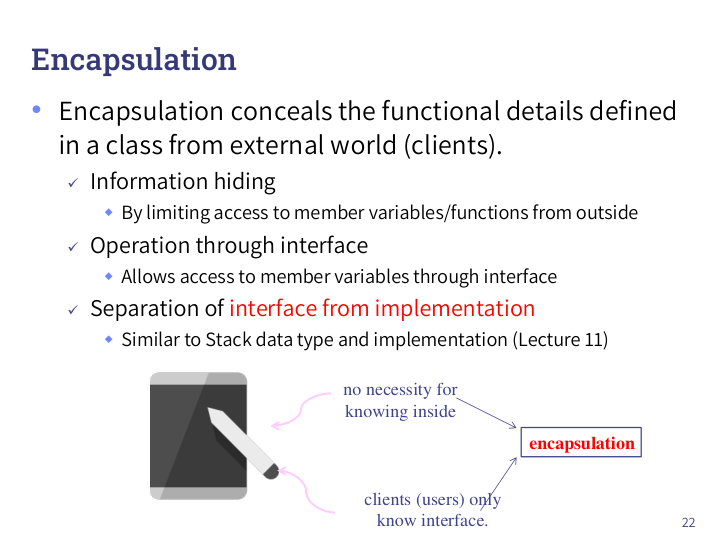 Encapsulation
• Encapsulation conceals the functional details defined
in a class from external world (clients).
✓ Information hiding
◆ By limiting access to member variables/functions from outside
✓ Operation through interface
◆ Allows access to member variables through interface
✓ Separation of interface from implementation
◆ Similar to Stack data type and implementation (Lecture 11)
no necessity for
knowing inside
encapsulation
clients (users) only
know interface.
22